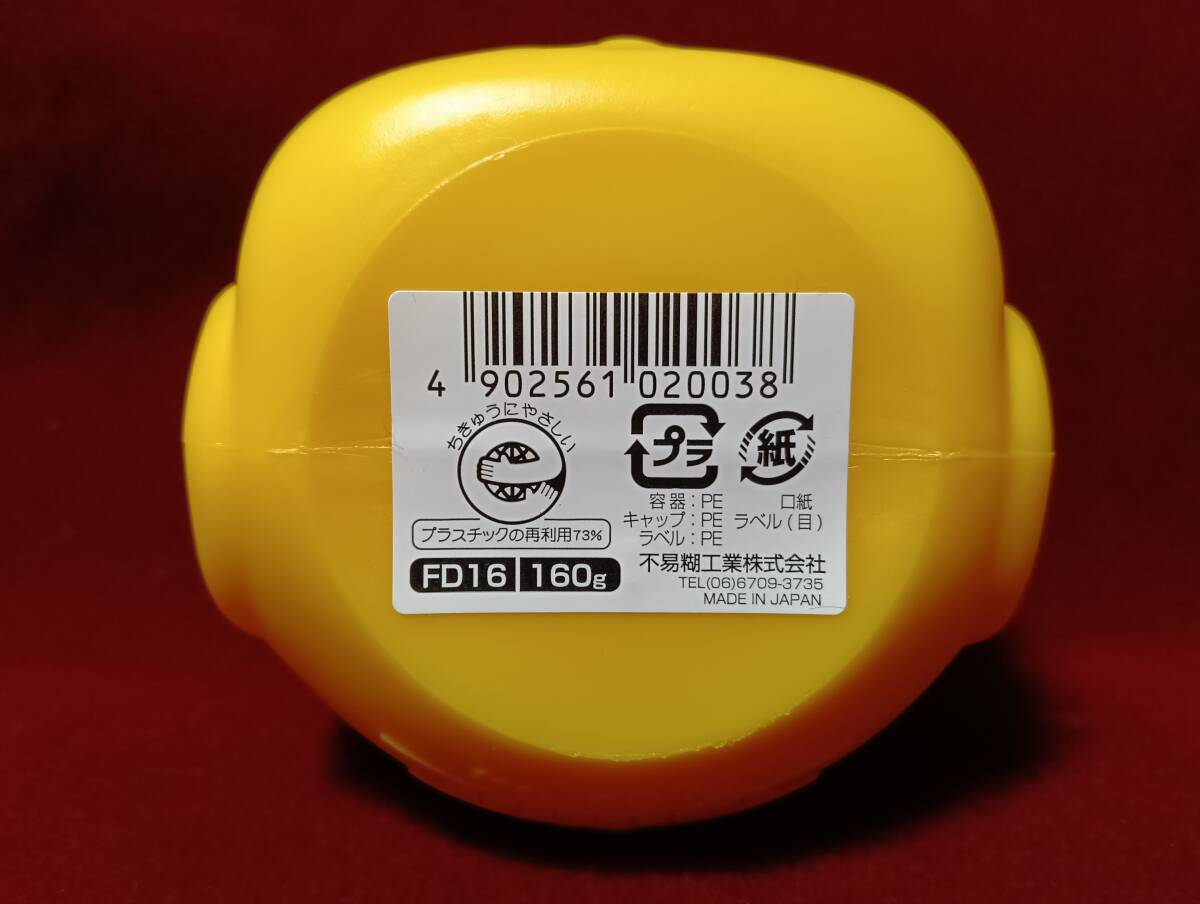 4 902561 020038
ちきゅうにやさしい
プラスチックの再利用73%
FD16 160g
プラ
容器:PE
キャップ:PE
ラベル:PE
紙
口紙
ラベル(目)
不易糊工業株式会社
TEL(06)6709-3735
MADE IN JAPAN